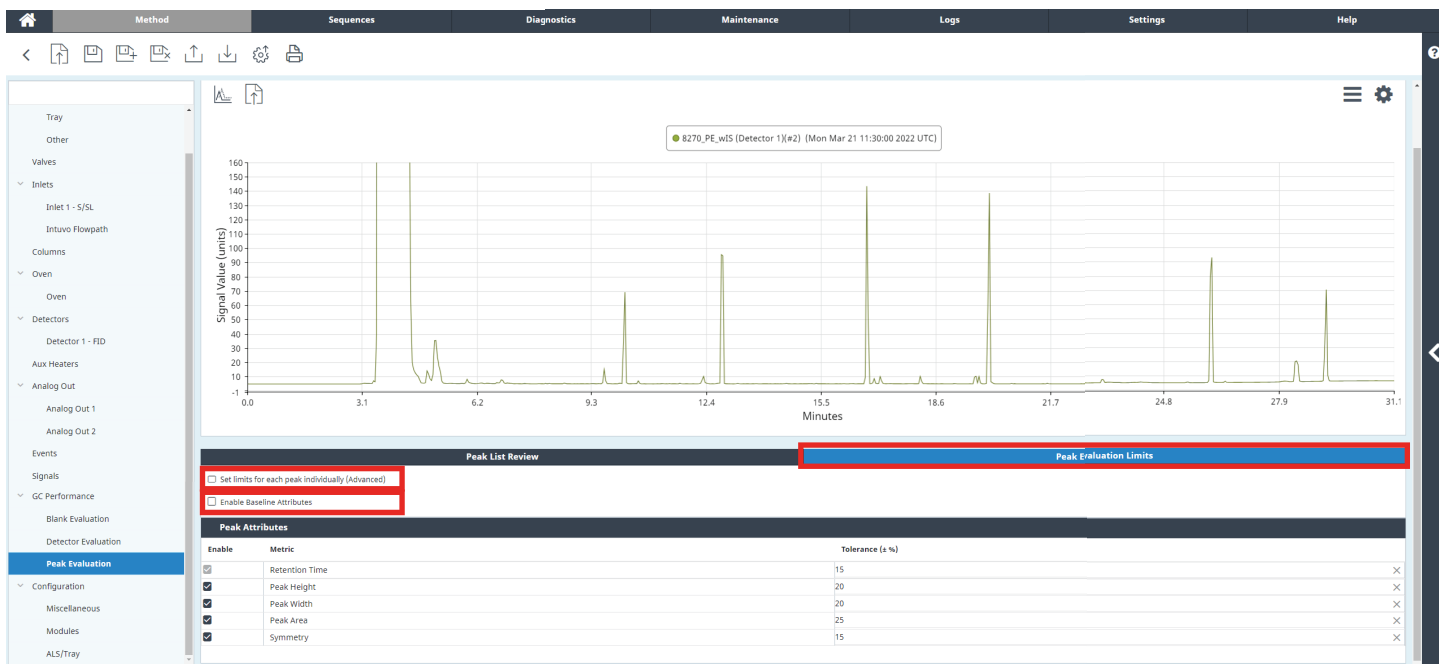 Method Sequences Diagnostics Maintenance Logs Settings Help
?
Tray
Other
Valves
Inlets
Inlet 1 - S/SL
Intuvo Flowpath
Columns
Oven
Oven
Detectors
Detector 1 - FID
Aux Heaters
Analog Out
Analog Out 1
Analog Out 2
Events
Signals
GC Performance
Blank Evaluation
Detector Evaluation
Peak Evaluation
Configuration
Miscellaneous
Modules
ALS/Tray
8270_PE_wIS (Detector 1)(#2) (Mon Mar 21 11:30:00 2022 UTC)
Signal Value (units)
160
150
140
130
120
110
100
90
80
70
60
50
40
30
20
10
-1
0.0 3.1 6.2 9.3 12.4 15.5 18.6 21.7 24.8 27.9 31.1
Minutes
Peak List Review Peak Evaluation Limits
Set limits for each peak individually (Advanced)
Enable Baseline Attributes
Peak Attributes
Enable Metric Tolerance (± %)
Retention Time 15
Peak Height 20
Peak Width 20
Peak Area 25
Symmetry 15